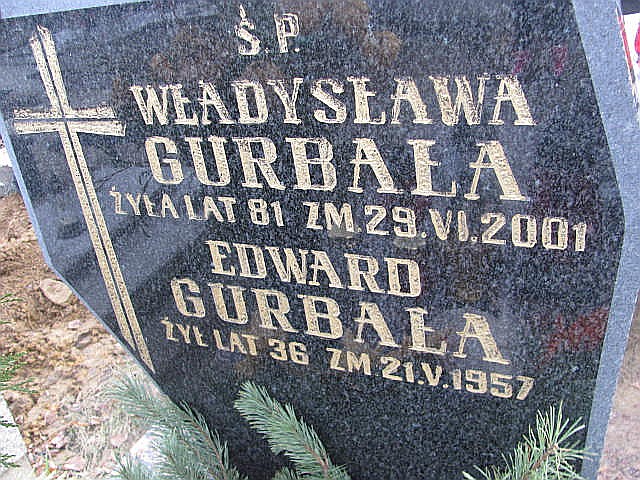 Ś.P.
WŁADYSŁAWA
GURBAŁA
ŻYŁA LAT 81 ZM.29.VI.2001
EDWARD
GURBAŁA
ŻYŁ LAT 36 ZM 21.V.1957